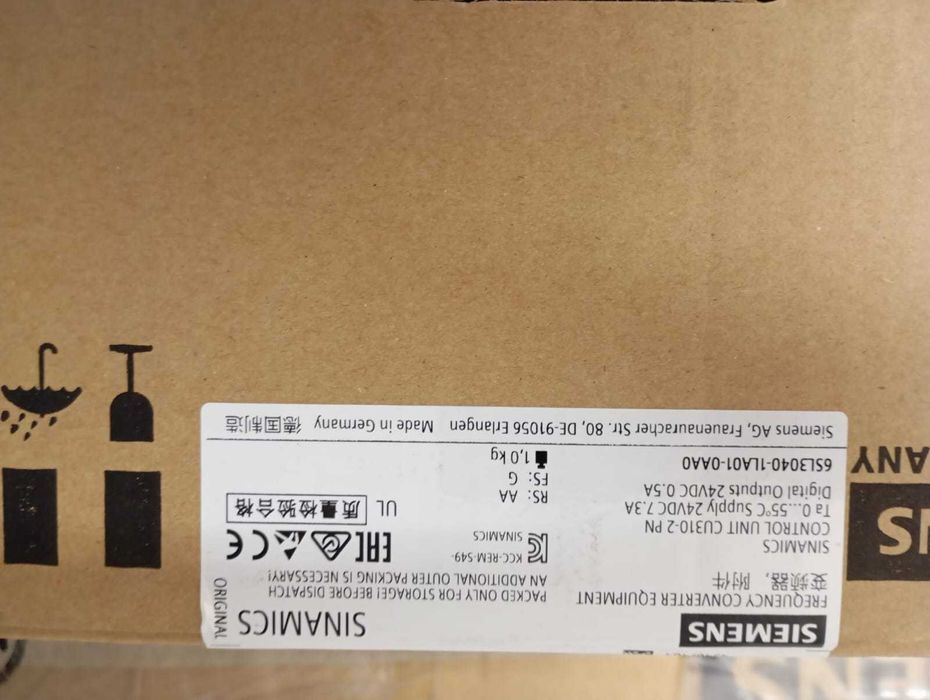 SIEMENS
SINAMICS
ORIGINAL
FREQUENCY CONVERTER EQUIPMENT
变频器，附件
PACKED ONLY FOR STORAGE! BEFORE DISPATCH
AN ADDITIONAL OUTER PACKING IS NECESSARY!
SINAMICS
CONTROL UNIT CU310-2 PN
Ta 0...55°C Supply 24VDC 7.3A
Digital Outputs 24VDC 0.5A
6SL3040-1LA01-0AA0
KCC-REM-S49-
SINAMICS
EAC
CE
RS: AA
FS: G
1,0 kg
UL
质量检验合格
Siemens AG, Frauenauracher Str. 80, DE-91056 Erlangen Made in Germany 德国制造
NS
ANY